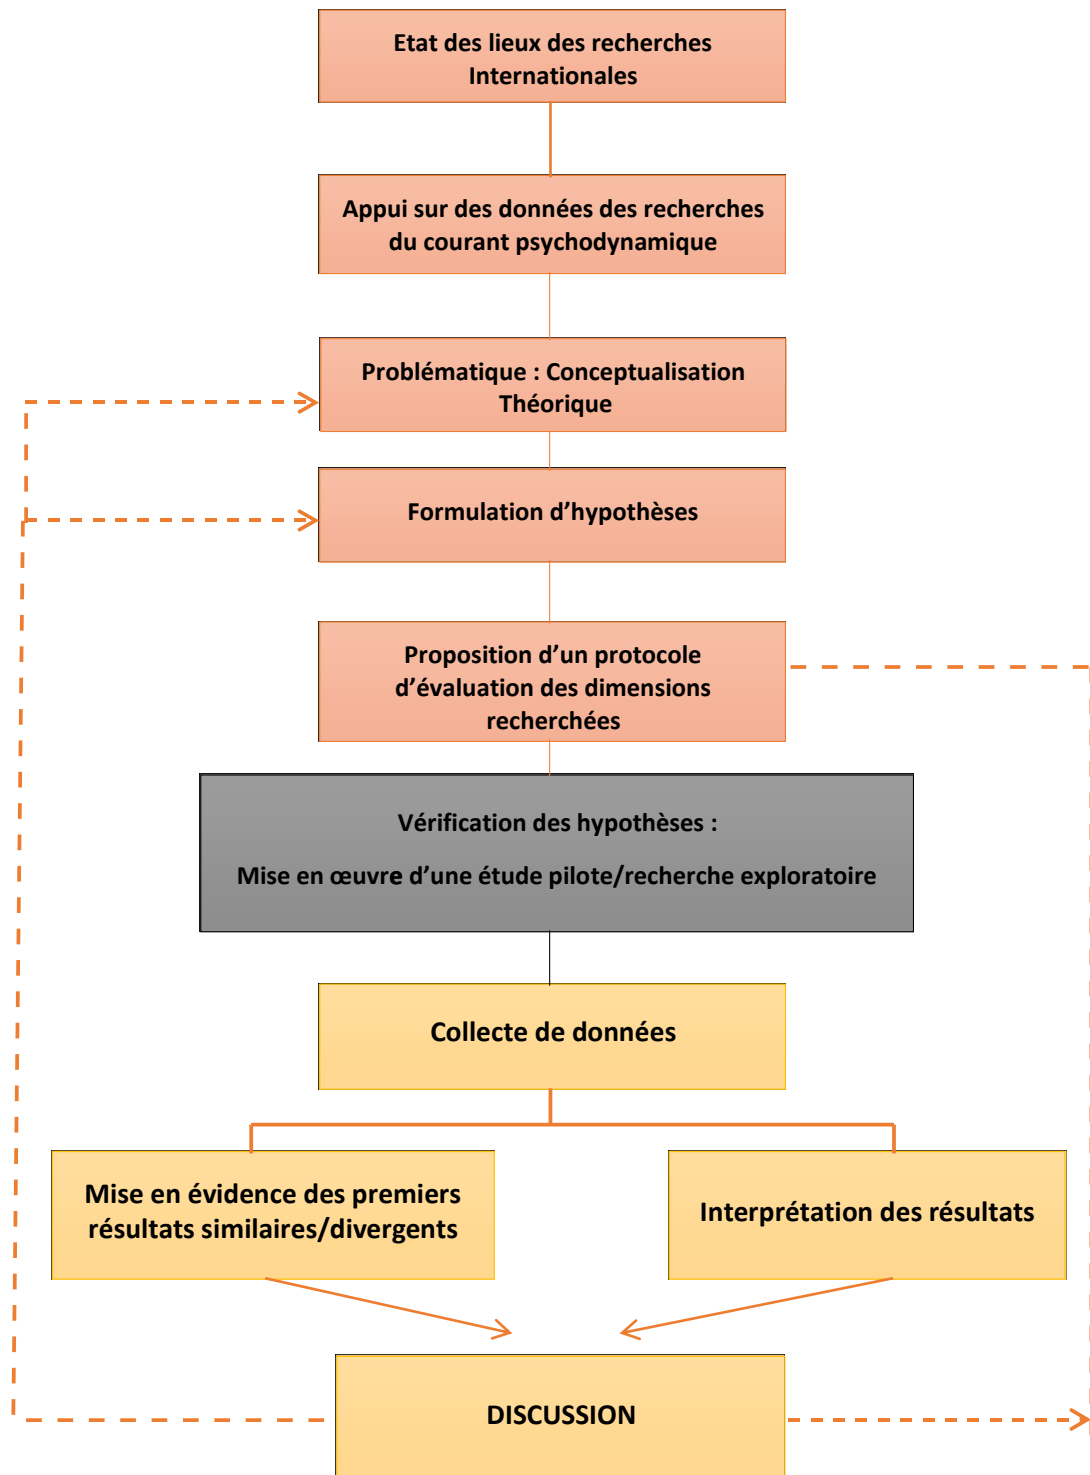 Etat des lieux des recherches
Internationales
Appui sur des données des recherches
du courant psychodynamique
Problématique : Conceptualisation
Théorique
Formulation d’hypothèses
Proposition d’un protocole
d’évaluation des dimensions
recherchées
Vérification des hypothèses :
Mise en œuvre d’une étude pilote/recherche exploratoire
Collecte de données
Mise en évidence des premiers
résultats similaires/divergents
Interprétation des résultats
DISCUSSION